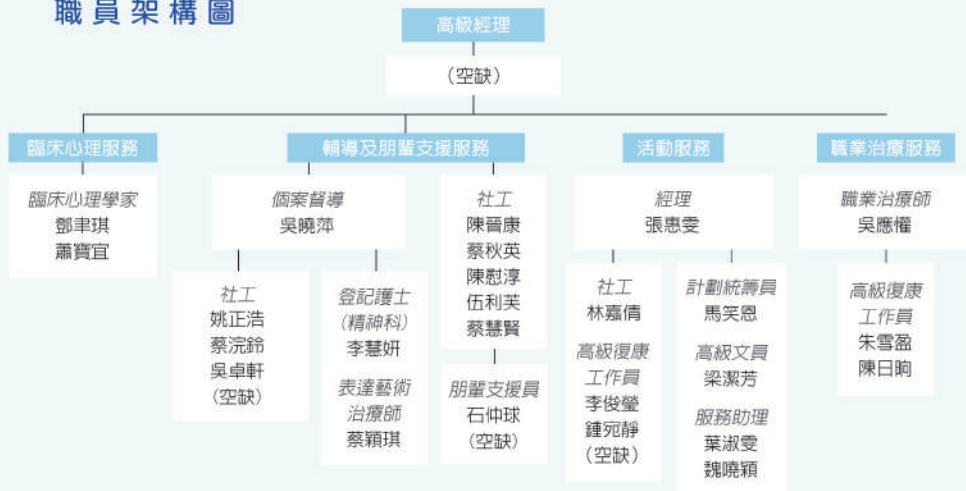 職員架構圖
高級經理
（空缺）
臨床心理服務
臨床心理學家
鄧聿琪
蕭寶宜
輔導及朋輩支援服務
個案督導
吳曉萍
社工
姚正浩
蔡浣鈴
吳卓軒
（空缺）
登記護士
（精神科）
李慧妍
表達藝術
治療師
蔡穎琪
社工
陳晉康
蔡秋英
陳慰淳
伍利芙
蔡慧賢
朋輩支援員
石仲球
（空缺）
活動服務
經理
張惠雯
社工
林嘉倩
高級復康
工作員
李俊瑩
鍾宛靜
（空缺）
計劃統籌員
馬笑恩
高級文員
梁潔芳
服務助理
葉淑雯
魏曉穎
職業治療服務
職業治療師
吳應懽
高級復康
工作員
朱雪盈
陳日眗